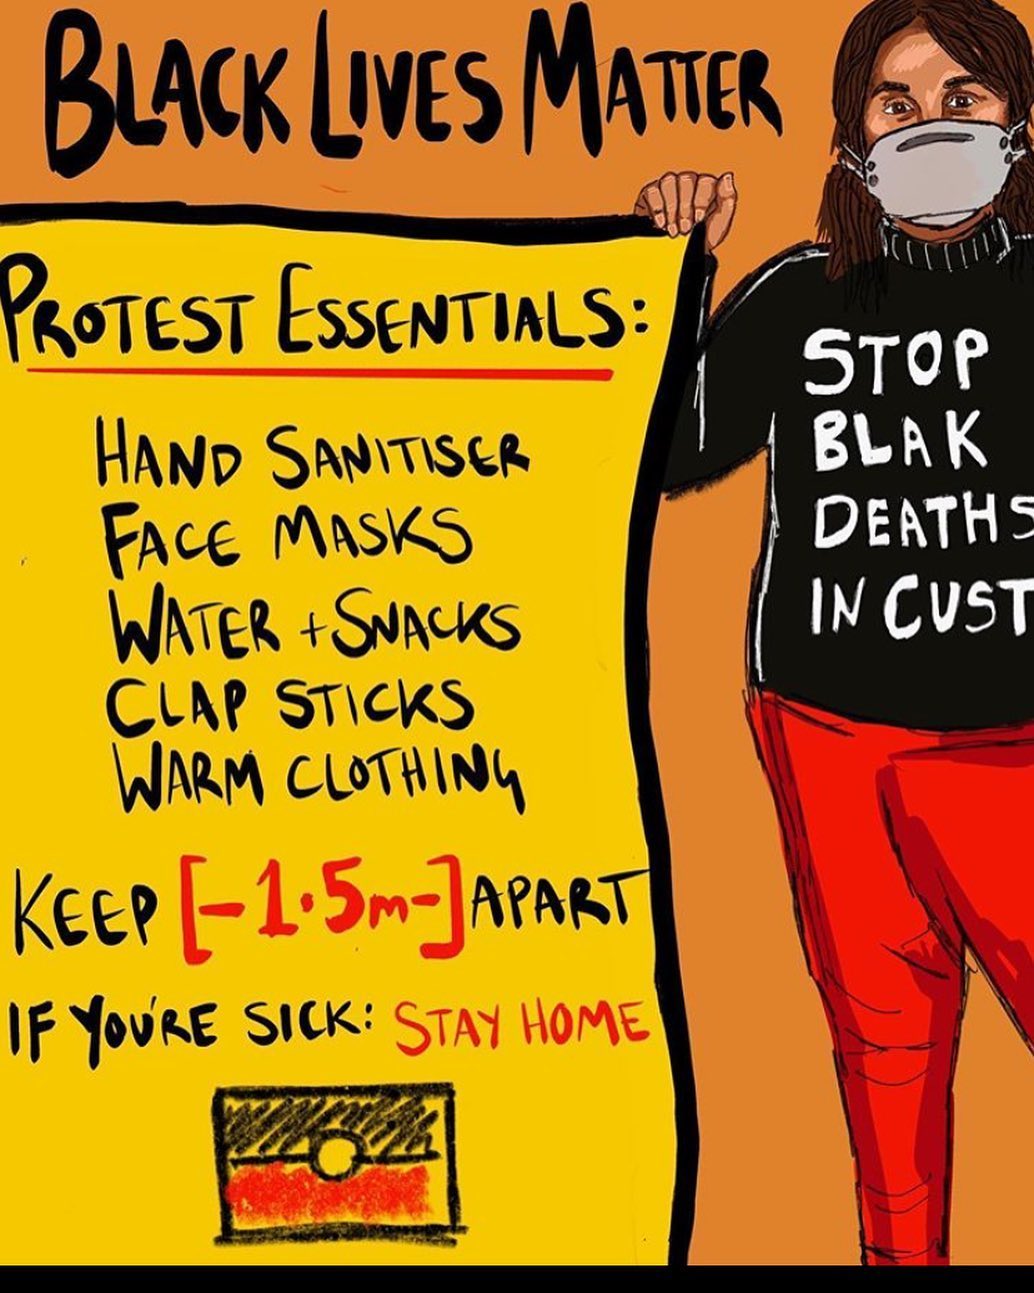 BLACK LIVES MATTER
PROTEST ESSENTIALS:
HAND SANITISER
FACE MASKS
WATER + SNACKS
CLAP STICKS
WARM CLOTHING
KEEP [-1.5m-] APART
IF YOU'RE SICK: STAY HOME
STOP
BLAK
DEATHS
IN CUST